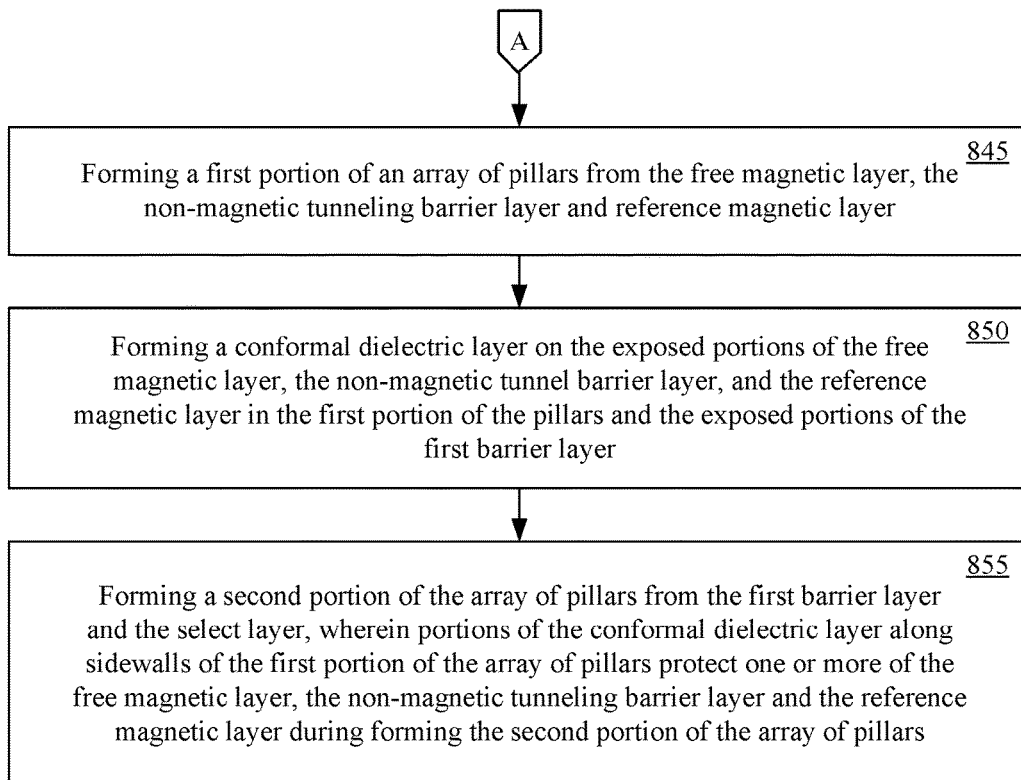 A
845
Forming a first portion of an array of pillars from the free magnetic layer, the
non-magnetic tunneling barrier layer and reference magnetic layer
850
Forming a conformal dielectric layer on the exposed portions of the free
magnetic layer, the non-magnetic tunnel barrier layer, and the reference
magnetic layer in the first portion of the pillars and the exposed portions of the
first barrier layer
855
Forming a second portion of the array of pillars from the first barrier layer
and the select layer, wherein portions of the conformal dielectric layer along
sidewalls of the first portion of the array of pillars protect one or more of the
free magnetic layer, the non-magnetic tunneling barrier layer and the reference
magnetic layer during forming the second portion of the array of pillars